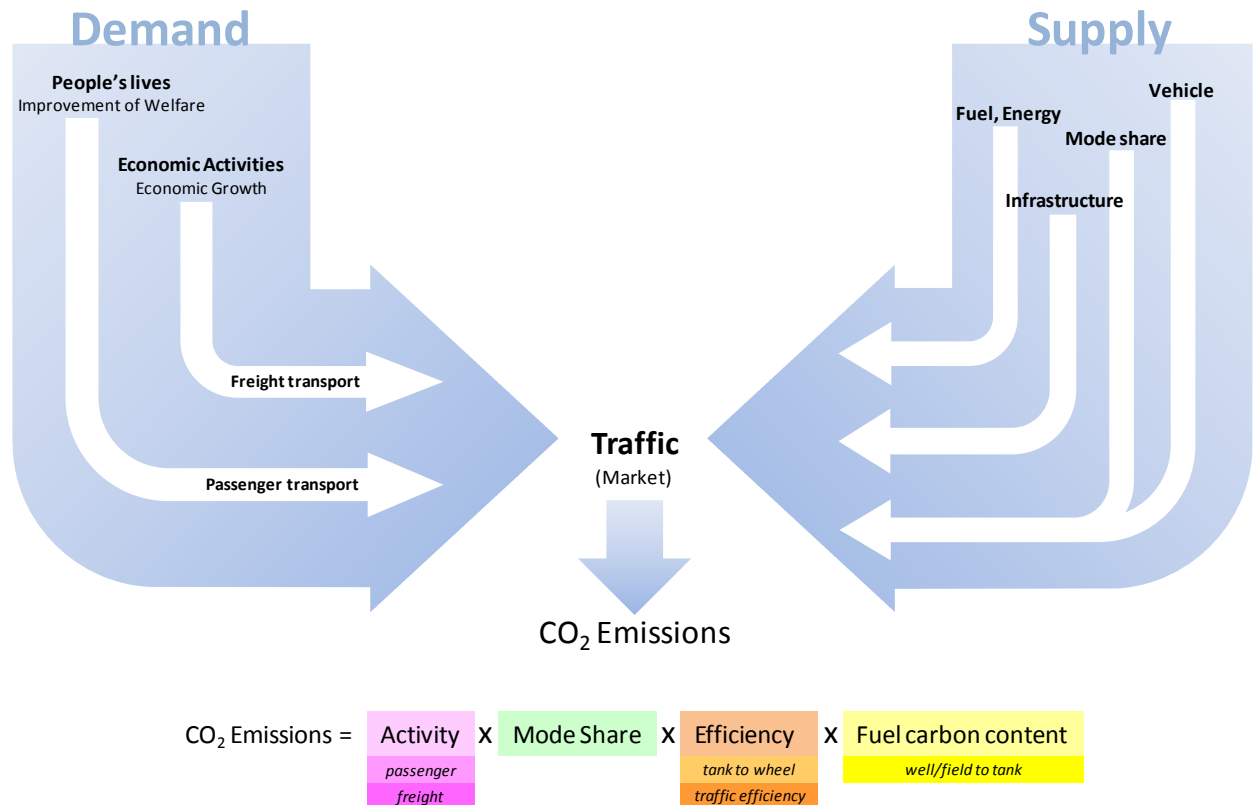 Demand
Supply
People's lives
Improvement of Welfare
Economic Activities
Economic Growth
Freight transport
Passenger transport
Vehicle
Fuel, Energy
Mode share
Infrastructure
Traffic
(Market)
CO₂ Emissions
CO₂ Emissions = Activity X Mode Share X Efficiency X Fuel carbon content
passenger tank to wheel well/field to tank
freight traffic efficiency